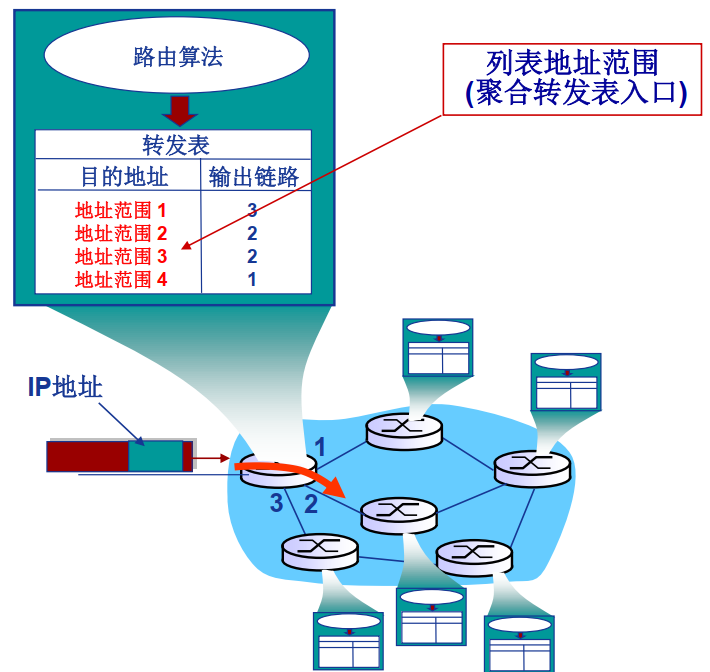 路由算法
列表地址范围
(聚合转发表入口)
转发表
目的地址 输出链路
地址范围 1 3
地址范围 2 2
地址范围 3 2
地址范围 4 1
IP地址
1
3 2